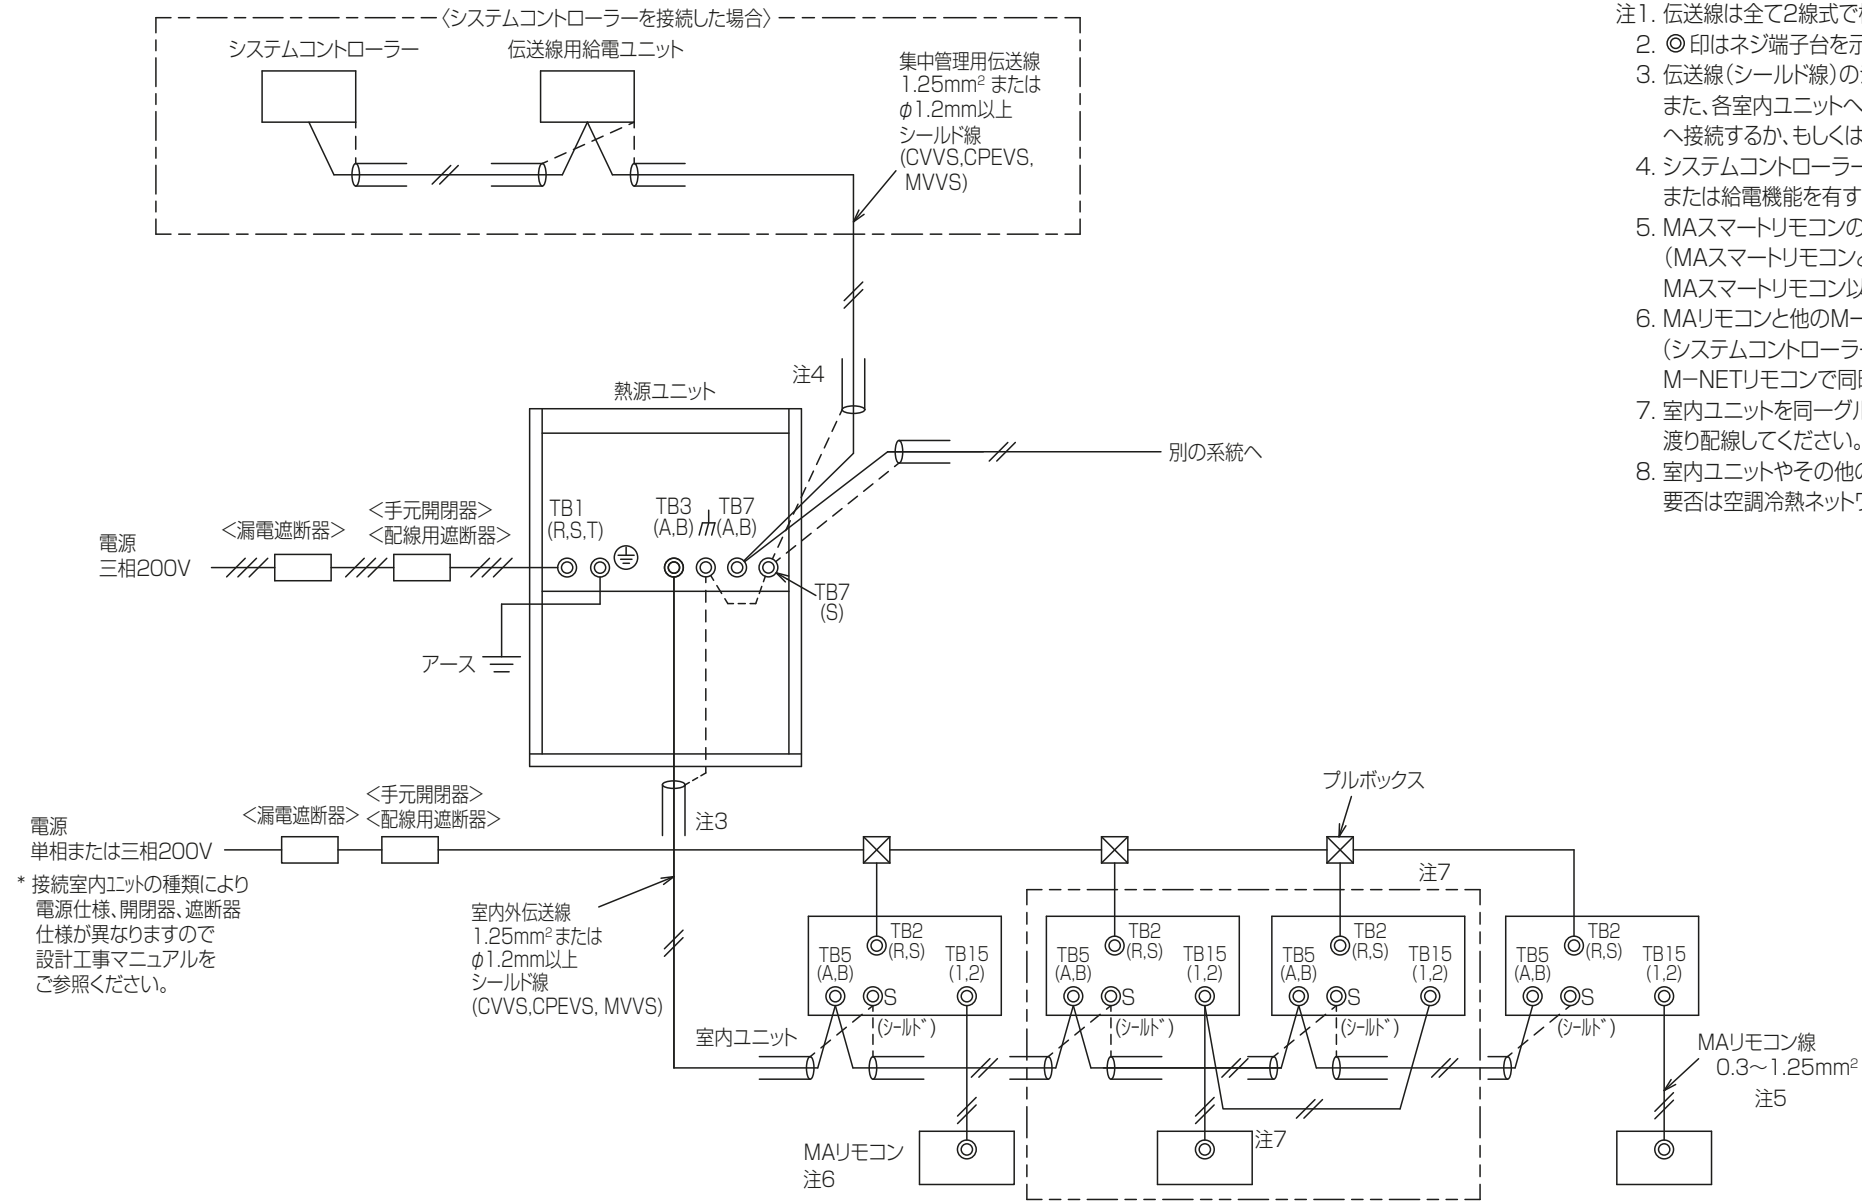 〈システムコントローラーを接続した場合〉
システムコントローラー
伝送線用給電ユニット
集中管理用伝送線
1.25mm² または
φ1.2mm以上
シールド線
(CVVS,CPEVS,
MVVS)
注4
熱源ユニット
別の系統へ
TB1
(R,S,T)
TB3
(A,B)
TB7
(A,B)
TB7
(S)
電源
三相200V
<漏電遮断器>
<手元開閉器>
<配線用遮断器>
アース
電源
単相または三相200V
<漏電遮断器>
<手元開閉器>
<配線用遮断器>
* 接続室内ユニットの種類により
電源仕様、開閉器、遮断器
仕様が異なりますので
設計工事マニュアルを
ご参照ください。
注3
室内外伝送線
1.25mm² または
φ1.2mm以上
シールド線
(CVVS,CPEVS, MVVS)
プルボックス
注7
室内ユニット
TB5
(A,B)
TB2
(R,S)
TB15
(1,2)
S
(シールド)
TB5
(A,B)
TB2
(R,S)
TB15
(1,2)
S
(シールド)
TB5
(A,B)
TB2
(R,S)
TB15
(1,2)
S
(シールド)
TB5
(A,B)
TB2
(R,S)
TB15
(1,2)
S
(シールド)
MAリモコン
注6
注7
MAリモコン線
0.3～1.25mm²
注5
注1. 伝送線は全て2線式で
2. ◎印はネジ端子台を示
3. 伝送線(シールド線)の
また、各室内ユニットへ
へ接続するか、もしくは
4. システムコントローラー
または給電機能を有す
5. MAスマートリモコンの
(MAスマートリモコンと
MAスマートリモコン以
6. MAリモコンと他のM−
(システムコントローラー
M−NETリモコンで同
7. 室内ユニットを同一グル
渡り配線してください。
8. 室内ユニットやその他の
要否は空調冷熱ネットワ